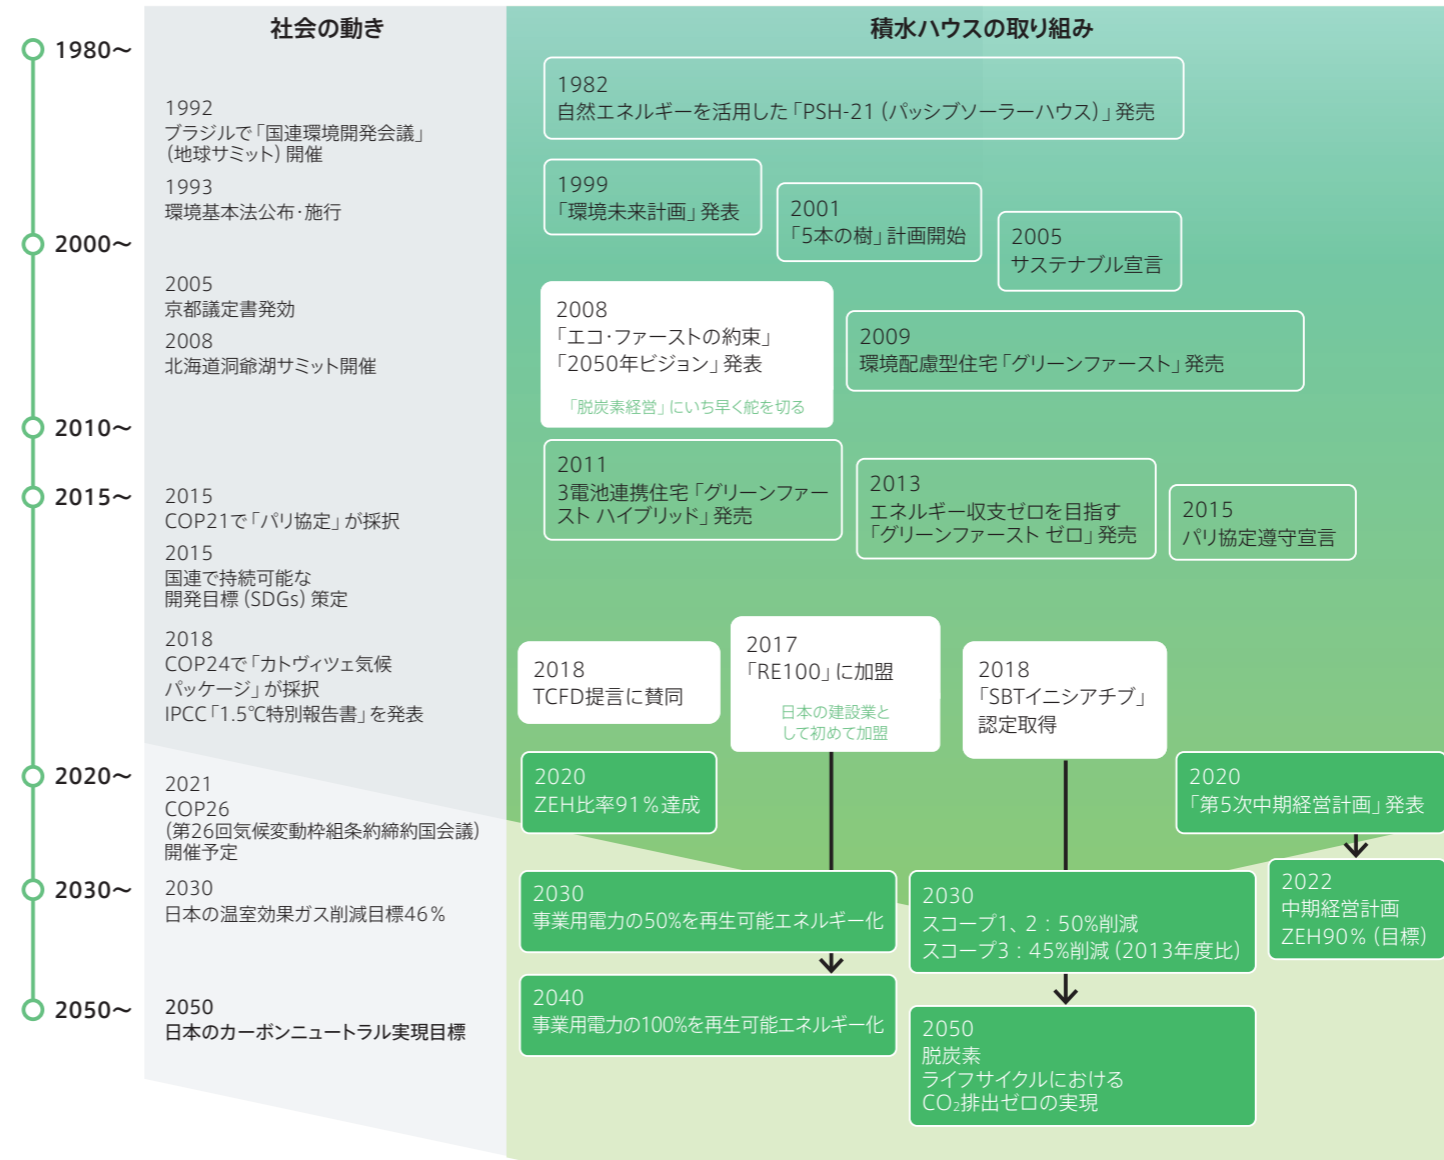 社会の動き
積水ハウスの取り組み
1980～
1992
ブラジルで「国連環境開発会議」
（地球サミット）開催
1993
環境基本法公布・施行
1982
自然エネルギーを活用した「PSH-21（パッシブソーラーハウス）」発売
1999
「環境未来計画」発表
2001
「5本の樹」計画開始
2005
サステナブル宣言
2000～
2005
京都議定書発効
2008
北海道洞爺湖サミット開催
2008
「エコ・ファーストの約束」
「2050年ビジョン」発表
「脱炭素経営」にいち早く舵を切る
2009
環境配慮型住宅「グリーンファースト」発売
2010～
2011
3電池連携住宅「グリーンファー
スト ハイブリッド」発売
2013
エネルギー収支ゼロを目指す
「グリーンファースト ゼロ」発売
2015
パリ協定遵守宣言
2015～
2015
COP21で「パリ協定」が採択
2015
国連で持続可能な
開発目標（SDGs）策定
2018
COP24で「カトヴィツェ気候
パッケージ」が採択
IPCC「1.5℃特別報告書」を発表
2018
TCFD提言に賛同
2017
「RE100」に加盟
日本の建設業と
して初めて加盟
2018
「SBTイニシアチブ」
認定取得
2020～
2021
COP26
（第26回気候変動枠組条約締約国会議）
開催予定
2020
ZEH比率91％達成
2020
「第5次中期経営計画」発表
2022
中期経営計画
ZEH90％（目標）
2030～
2030
日本の温室効果ガス削減目標46％
2030
事業用電力の50%を再生可能エネルギー化
2030
スコープ1、2：50%削減
スコープ3：45%削減（2013年度比）
2040
事業用電力の100%を再生可能エネルギー化
2050～
2050
日本のカーボンニュートラル実現目標
2050
脱炭素
ライフサイクルにおける
CO₂排出ゼロの実現